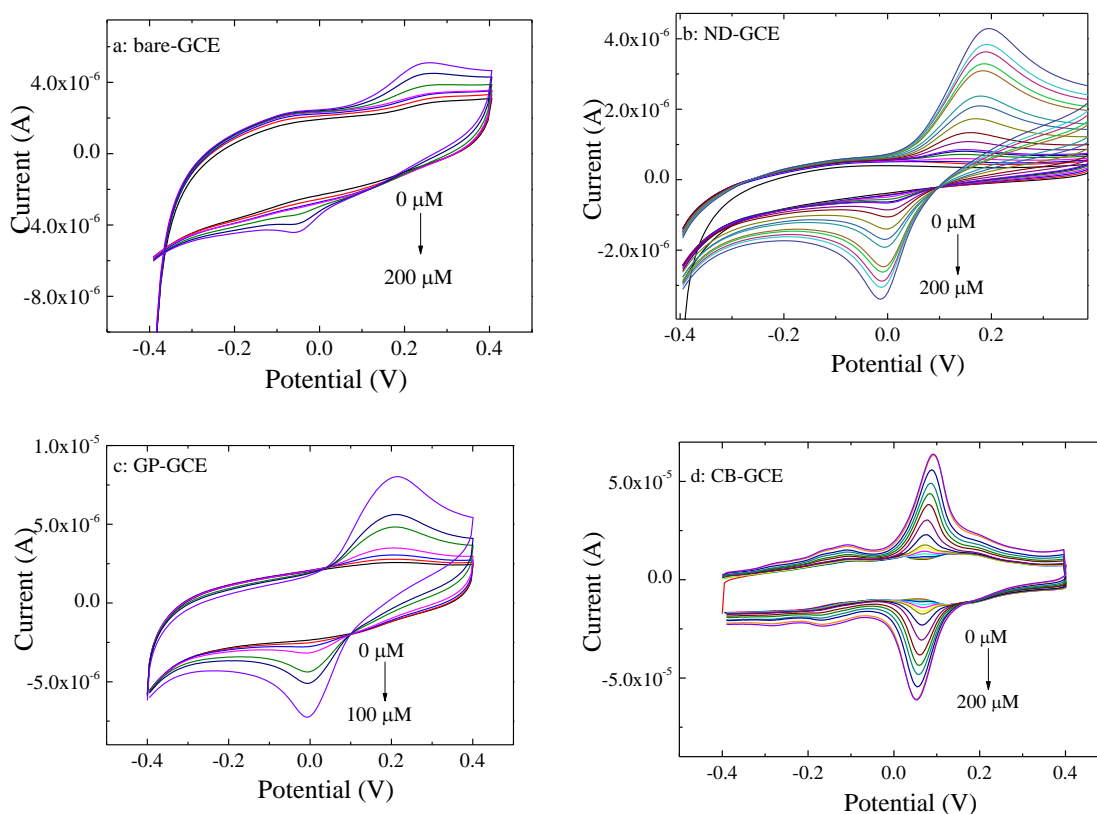 a: bare-GCE
4.0x10⁻⁶
0.0
-4.0x10⁻⁶
-8.0x10⁻⁶
Current (A)
0 μM
200 μM
-0.4 -0.2 0.0 0.2 0.4
Potential (V)
b: ND-GCE
4.0x10⁻⁶
2.0x10⁻⁶
0.0
-2.0x10⁻⁶
Current (A)
0 μM
200 μM
-0.4 -0.2 0.0 0.2
Potential (V)
c: GP-GCE
1.0x10⁻⁵
5.0x10⁻⁶
0.0
-5.0x10⁻⁶
Current (A)
0 μM
100 μM
-0.4 -0.2 0.0 0.2 0.4
Potential (V)
d: CB-GCE
5.0x10⁻⁵
0.0
-5.0x10⁻⁵
Current (A)
0 μM
200 μM
-0.4 -0.2 0.0 0.2 0.4
Potential (V)